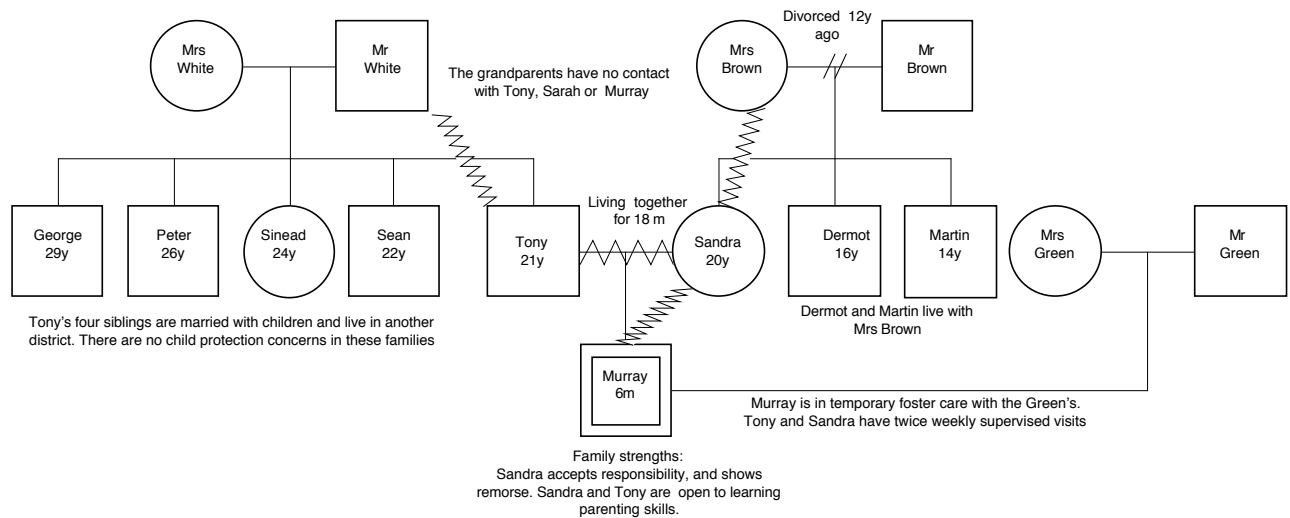 Divorced 12y
ago
Mrs
White
Mr
White
The grandparents have no contact
with Tony, Sarah or Murray
Mrs
Brown
Mr
Brown
George
29y
Peter
26y
Sinead
24y
Sean
22y
Tony
21y
Living together
for 18 m
Sandra
20y
Dermot
16y
Martin
14y
Mrs
Green
Mr
Green
Tony's four siblings are married with children and live in another
district. There are no child protection concerns in these families
Dermot and Martin live with
Mrs Brown
Murray
6m
Murray is in temporary foster care with the Green's.
Tony and Sandra have twice weekly supervised visits
Family strengths:
Sandra accepts responsibility, and shows
remorse. Sandra and Tony are open to learning
parenting skills.